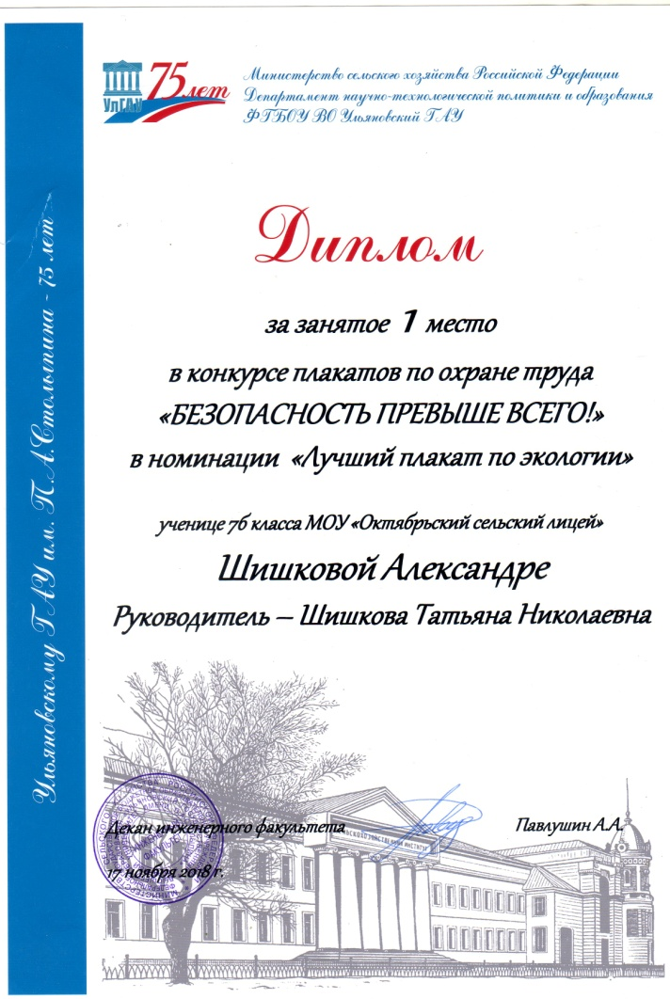 75 лет
УлГАУ
Министерство сельского хозяйства Российской Федерации
Департамент научно-технологической политики и образования
ФГБОУ ВО Ульяновский ГАУ
Ульяновскому ГАУ им. П.А.Столыпина - 75 лет
Диплом
за занятое 1 место
в конкурсе плакатов по охране труда
«БЕЗОПАСНОСТЬ ПРЕВЫШЕ ВСЕГО!»
в номинации «Лучший плакат по экологии»
ученице 7б класса МОУ «Октябръский сельский лицей»
Шишковой Александре
Руководитель – Шишкова Татьяна Николаевна
Декан инженерного факультета
Павлушин А.А.
17 ноября 2018 г.